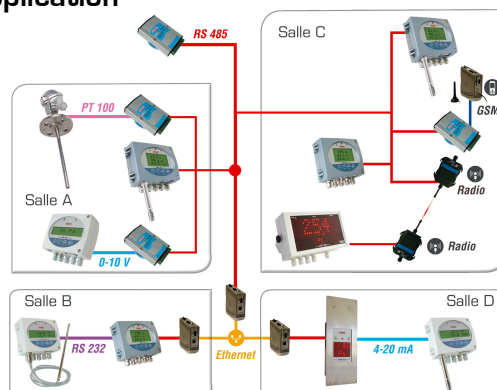 pplication
RS 485
Salle C
GSM
PT 100
Salle A
Radio
254
Radio
0-10 V
Salle B
Salle D
RS 232
Ethernet
4-20 mA